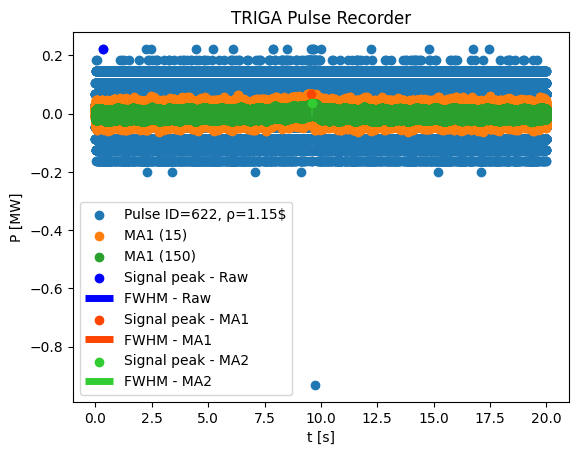 TRIGA Pulse Recorder
P [MW]
0.2
0.0
−0.2
−0.4
−0.6
−0.8
Pulse ID=622, ρ=1.15$
MA1 (15)
MA1 (150)
Signal peak - Raw
FWHM - Raw
Signal peak - MA1
FWHM - MA1
Signal peak - MA2
FWHM - MA2
0.0 2.5 5.0 7.5 10.0 12.5 15.0 17.5 20.0
t [s]